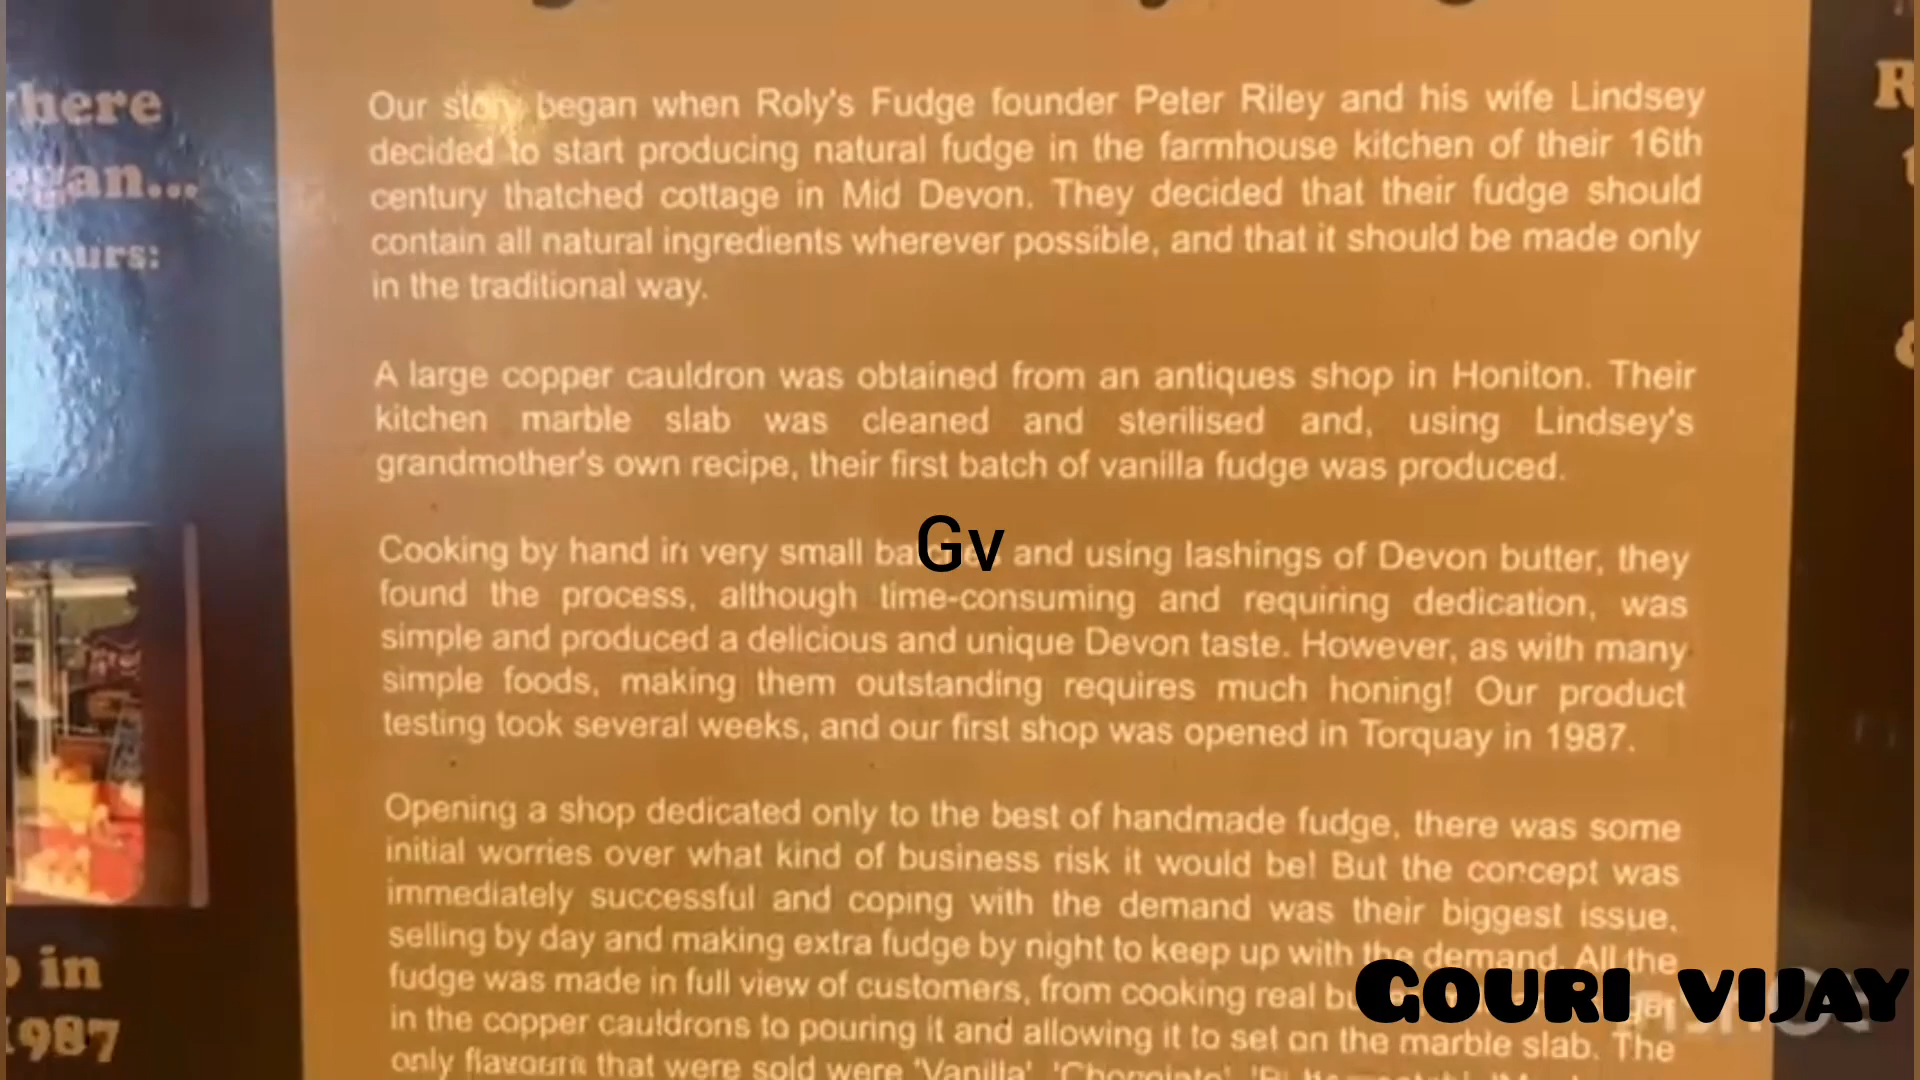 here
gan...
ours:
Our story began when Roly's Fudge founder Peter Riley and his wife Lindsey
decided to start producing natural fudge in the farmhouse kitchen of their 16th
century thatched cottage in Mid Devon. They decided that their fudge should
contain all natural ingredients wherever possible, and that it should be made only
in the traditional way.
A large copper cauldron was obtained from an antiques shop in Honiton. Their
kitchen marble slab was cleaned and sterilised and, using Lindsey's
grandmother's own recipe, their first batch of vanilla fudge was produced.
Cooking by hand in very small batches and using lashings of Devon butter, they
found the process, although time-consuming and requiring dedication, was
simple and produced a delicious and unique Devon taste. However, as with many
simple foods, making them outstanding requires much honing! Our product
testing took several weeks, and our first shop was opened in Torquay in 1987.
Opening a shop dedicated only to the best of handmade fudge, there was some
initial worries over what kind of business risk it would be! But the concept was
immediately successful and coping with the demand was their biggest issue,
selling by day and making extra fudge by night to keep up with the demand. All the
fudge was made in full view of customers, from cooking real
in the copper cauldrons to pouring it and allowing it to set on the marble slab. The
only flavours that were sold were 'Vanilla',
in
1987
Gv
GOURI VIJAY
R
&